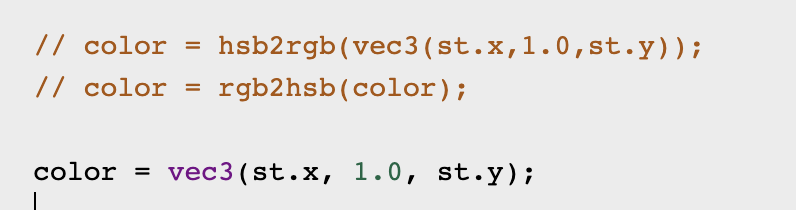 // color = hsb2rgb(vec3(st.x,1.0,st.y));
// color = rgb2hsb(color);
color = vec3(st.x, 1.0, st.y);